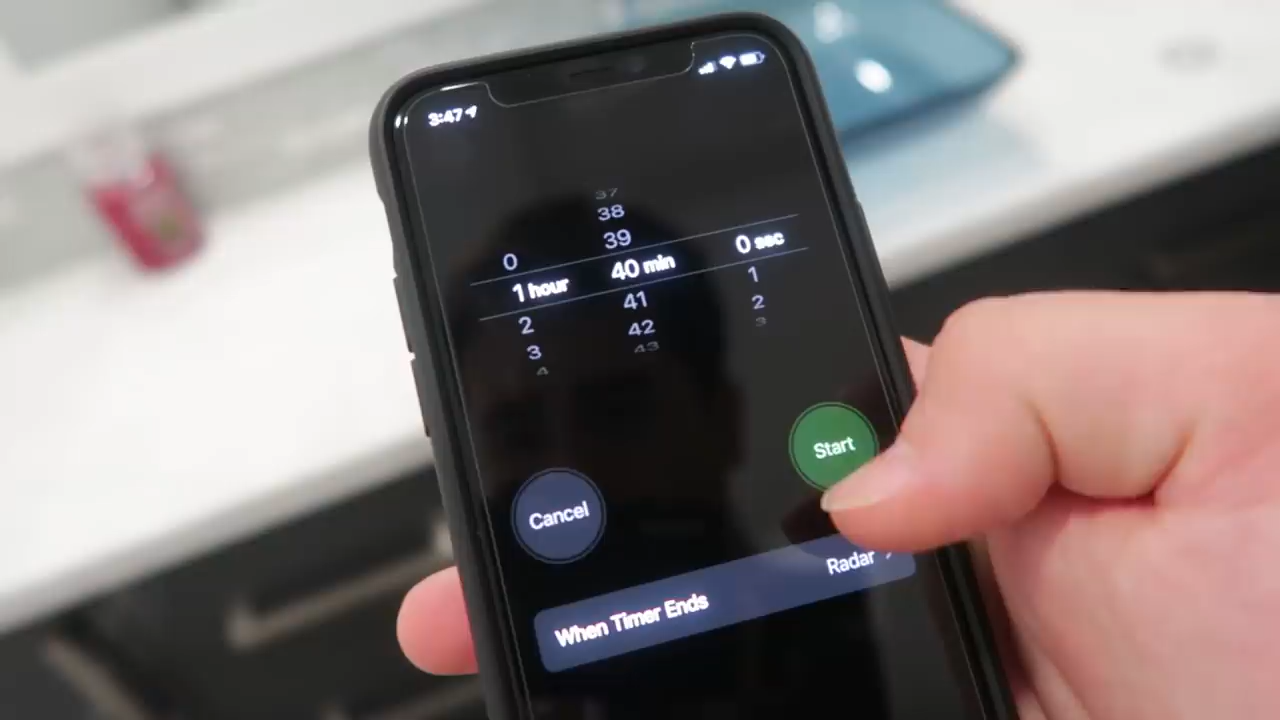 3:47
37
38
39
0
0 sec
40 min
1 hour
1
41
2
2
42
3
3
43
4
Start
Cancel
Radar
When Timer Ends